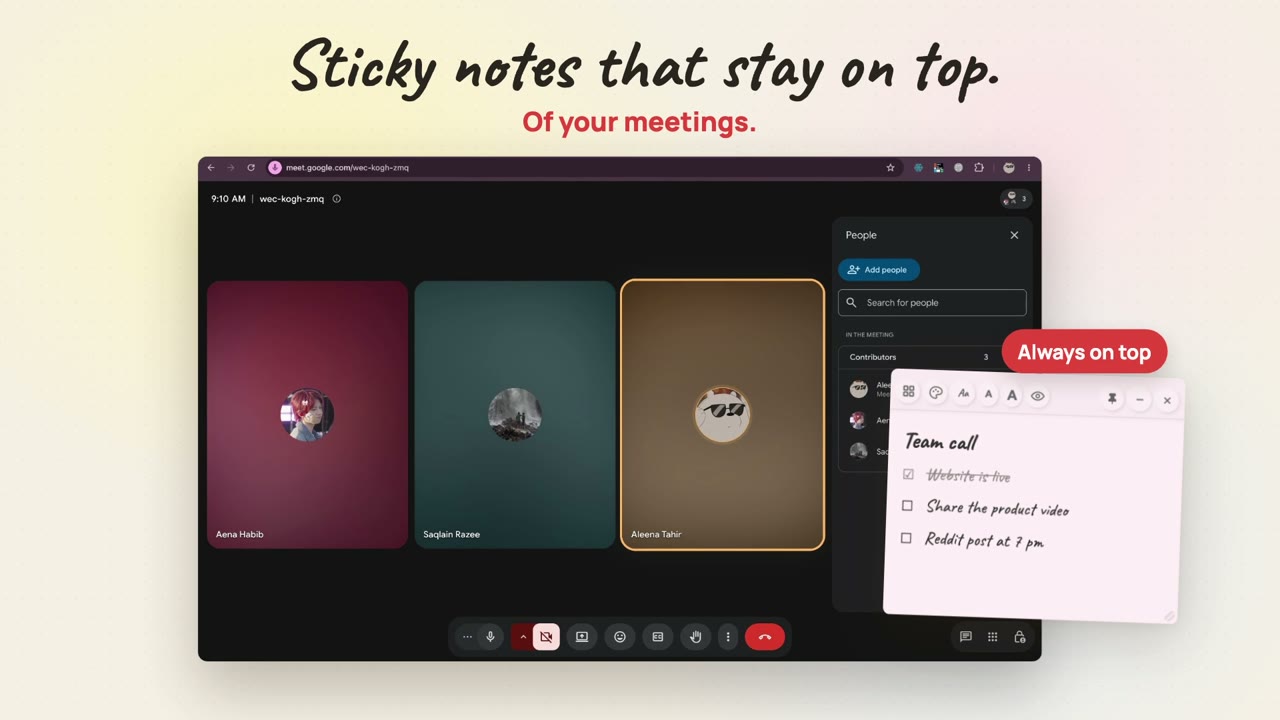 Sticky notes that stay on top.
Of your meetings.
meet.google.com/wec-kogh-zmq
9:10 AM | wec-kogh-zmq
3
People
Add people
Search for people
IN THE MEETING
Contributors 3
Always on top
Team call
Website is live
Share the product video
Reddit post at 7 pm
Aena Habib
Saqlain Razee
Aleena Tahir